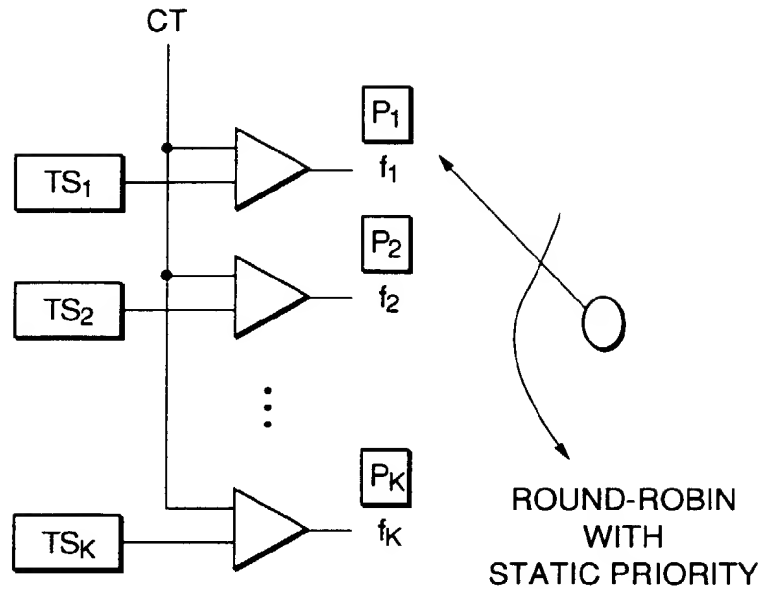 CT
P1
TS1
f1
P2
TS2
f2
PK
TSK
fK
ROUND-ROBIN
WITH
STATIC PRIORITY